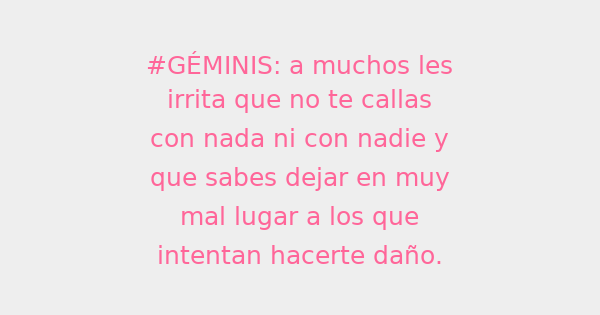 #GÉMINIS: a muchos les
irrita que no te callas
con nada ni con nadie y
que sabes dejar en muy
mal lugar a los que
intentan hacerte daño.